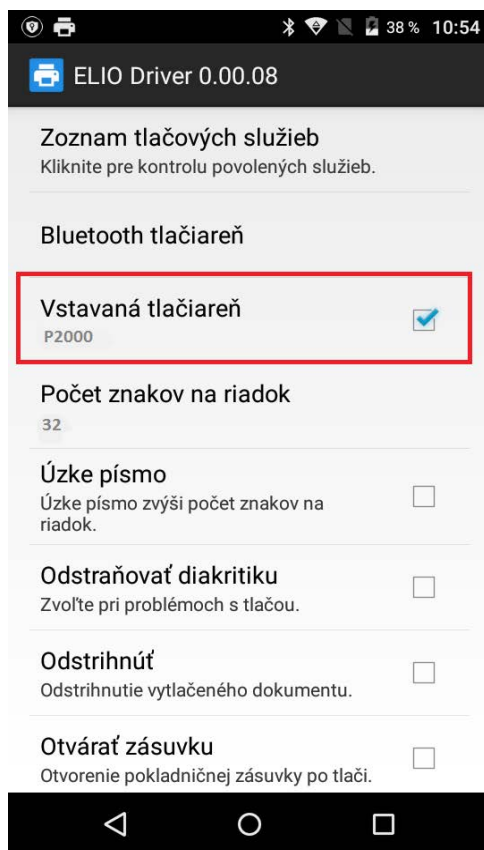 38 % 10:54
ELIO Driver 0.00.08
Zoznam tlačových služieb
Kliknite pre kontrolu povolených služieb.
Bluetooth tlačiareň
Vstavaná tlačiareň
P2000
Počet znakov na riadok
32
Úzke písmo
Úzke písmo zvýši počet znakov na
riadok.
Odstraňovať diakritiku
Zvoľte pri problémoch s tlačou.
Odstrihnúť
Odstrihnutie vytlačeného dokumentu.
Otvárať zásuvku
Otvorenie pokladničnej zásuvky po tlači.